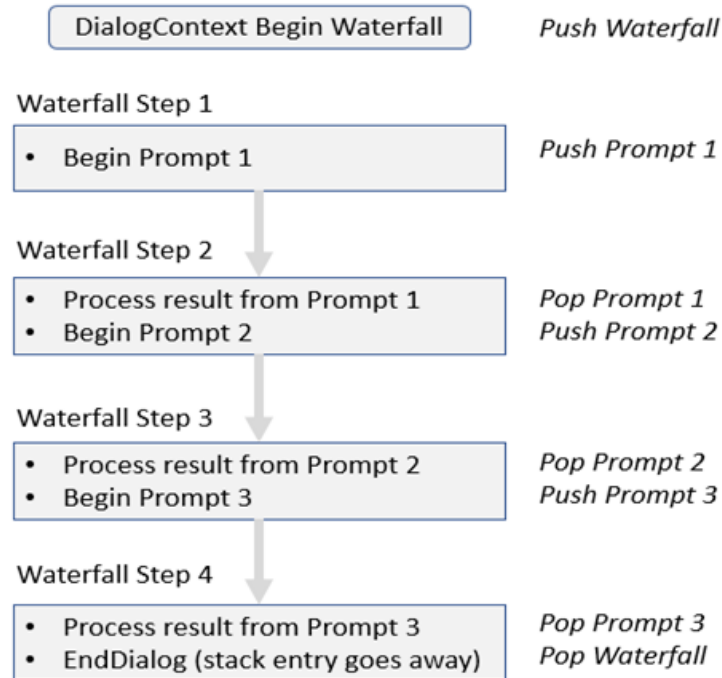 DialogContext Begin Waterfall Push Waterfall
Waterfall Step 1
• Begin Prompt 1 Push Prompt 1
Waterfall Step 2
• Process result from Prompt 1 Pop Prompt 1
• Begin Prompt 2 Push Prompt 2
Waterfall Step 3
• Process result from Prompt 2 Pop Prompt 2
• Begin Prompt 3 Push Prompt 3
Waterfall Step 4
• Process result from Prompt 3 Pop Prompt 3
• EndDialog (stack entry goes away) Pop Waterfall